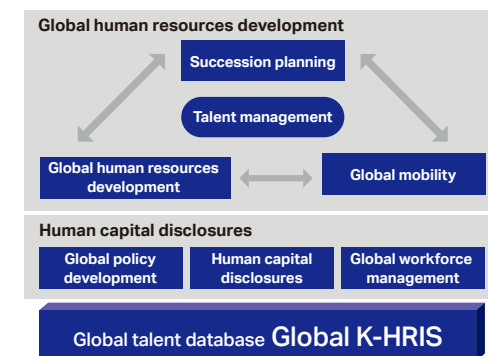 Global human resources development
Succession planning
Talent management
Global human resources
development
Global mobility
Human capital disclosures
Global policy
development
Human capital
disclosures
Global workforce
management
Global talent database Global K-HRIS